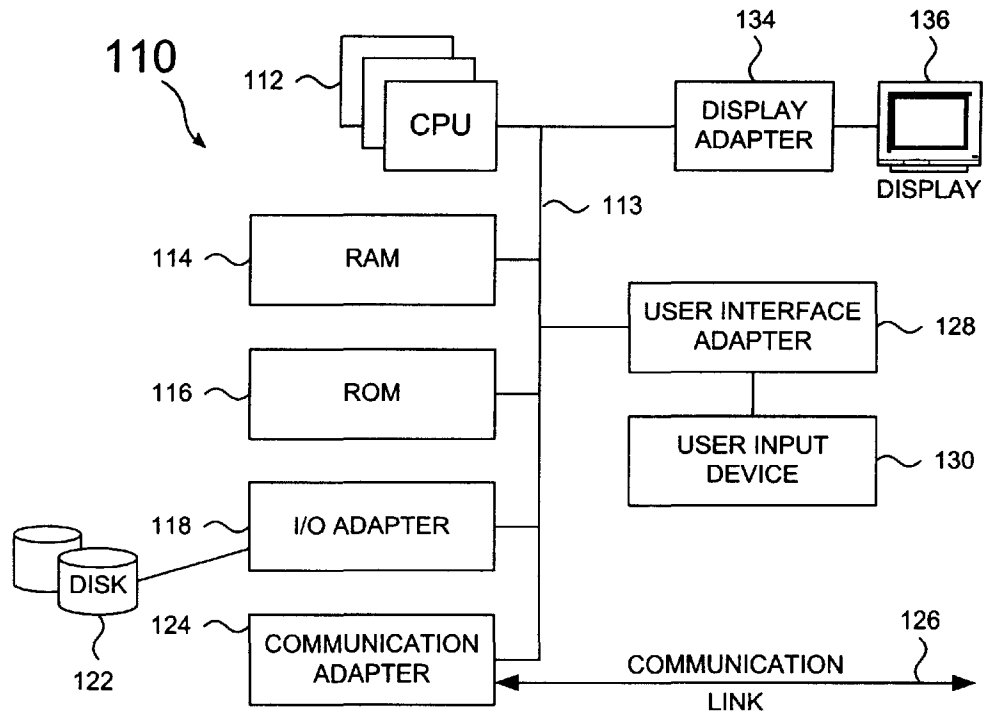 110
112
CPU
134
DISPLAY
ADAPTER
136
DISPLAY
113
114
RAM
USER INTERFACE
ADAPTER
128
116
ROM
USER INPUT
DEVICE
130
118
I/O ADAPTER
DISK
122
124
COMMUNICATION
ADAPTER
126
COMMUNICATION
LINK